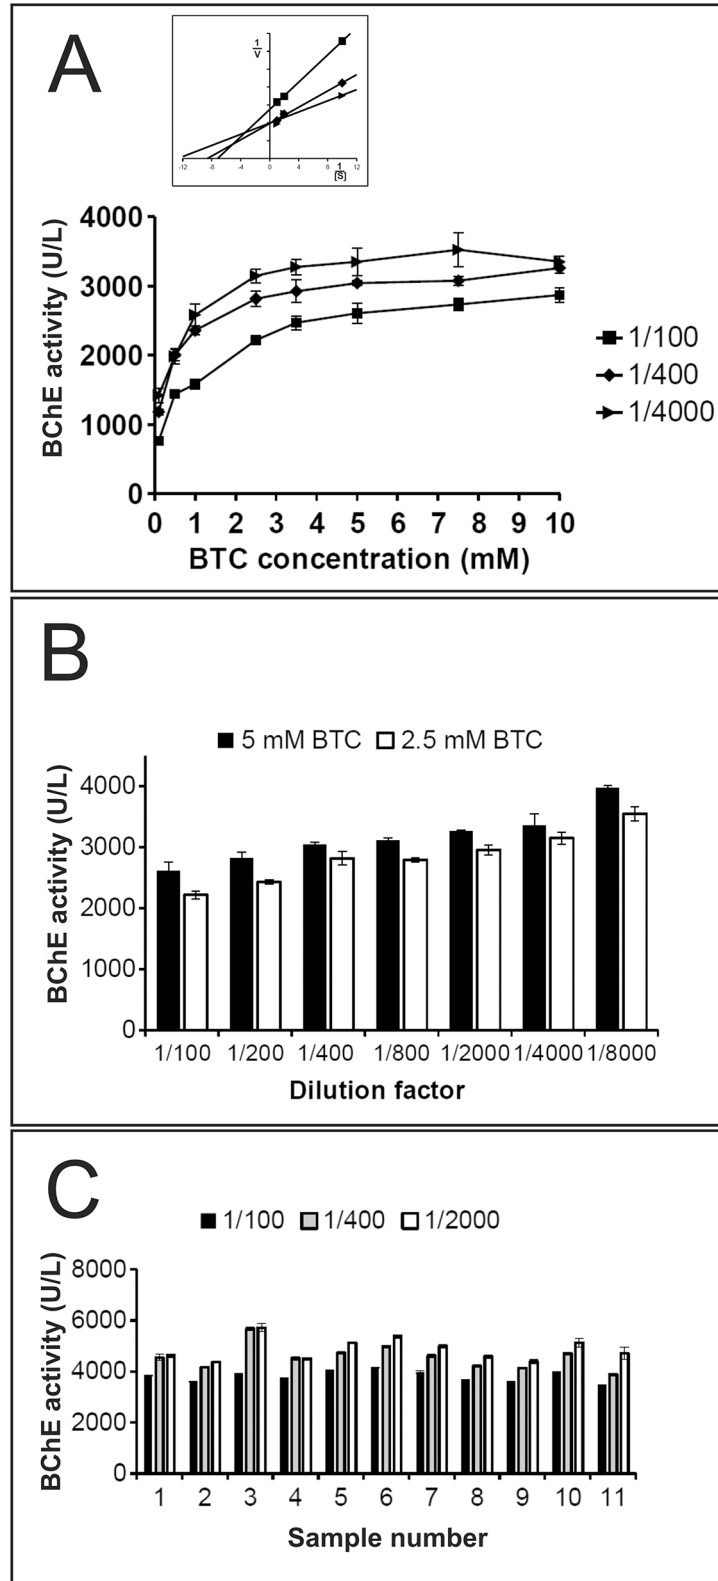 A
1
V
-12 -8 -4 0 4 8 12
1
[S]
BChE activity (U/L)
4000
3000
2000
1000
0
0 1 2 3 4 5 6 7 8 9 10
BTC concentration (mM)
1/100
1/400
1/4000
B
5 mM BTC 2.5 mM BTC
BChE activity (U/L)
4000
3000
2000
1000
0
1/100 1/200 1/400 1/800 1/2000 1/4000 1/8000
Dilution factor
C
1/100 1/400 1/2000
BChE activity (U/L)
8000
6000
4000
2000
0
1 2 3 4 5 6 7 8 9 10 11
Sample number